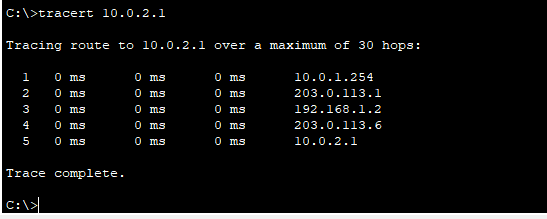 C:\>tracert 10.0.2.1
Tracing route to 10.0.2.1 over a maximum of 30 hops:
1 0 ms 0 ms 0 ms 10.0.1.254
2 0 ms 0 ms 0 ms 203.0.113.1
3 0 ms 0 ms 0 ms 192.168.1.2
4 0 ms 0 ms 0 ms 203.0.113.6
5 0 ms 0 ms 0 ms 10.0.2.1
Trace complete.
C:\>